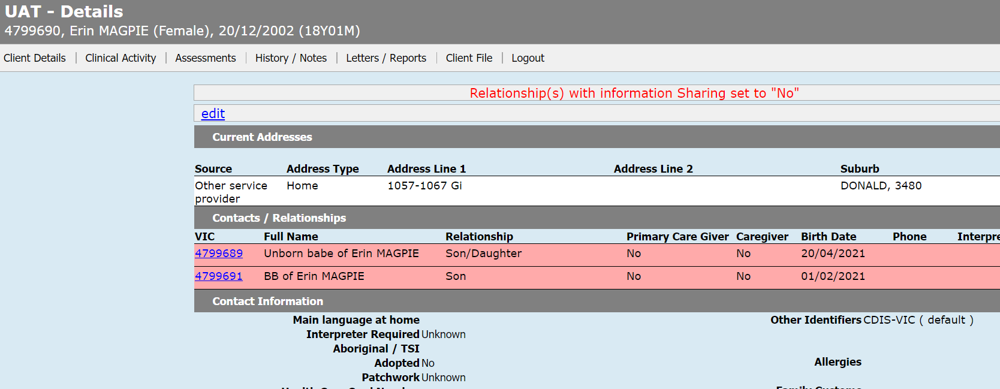 UAT - Details
4799690, Erin MAGPIE (Female), 20/12/2002 (18Y01M)
Client Details | Clinical Activity | Assessments | History / Notes | Letters / Reports | Client File | Logout
Relationship(s) with information Sharing set to "No"
edit
Current Addresses
Source Address Type Address Line 1 Address Line 2 Suburb
Other service provider Home 1057-1067 Gi DONALD, 3480
Contacts / Relationships
VIC Full Name Relationship Primary Care Giver Caregiver Birth Date Phone Interpre
4799689 Unborn babe of Erin MAGPIE Son/Daughter No No 20/04/2021
4799691 BB of Erin MAGPIE Son No No 01/02/2021
Contact Information
Main language at home Other Identifiers CDIS-VIC ( default )
Interpreter Required Unknown
Aboriginal / TSI
Adopted No Allergies
Patchwork Unknown